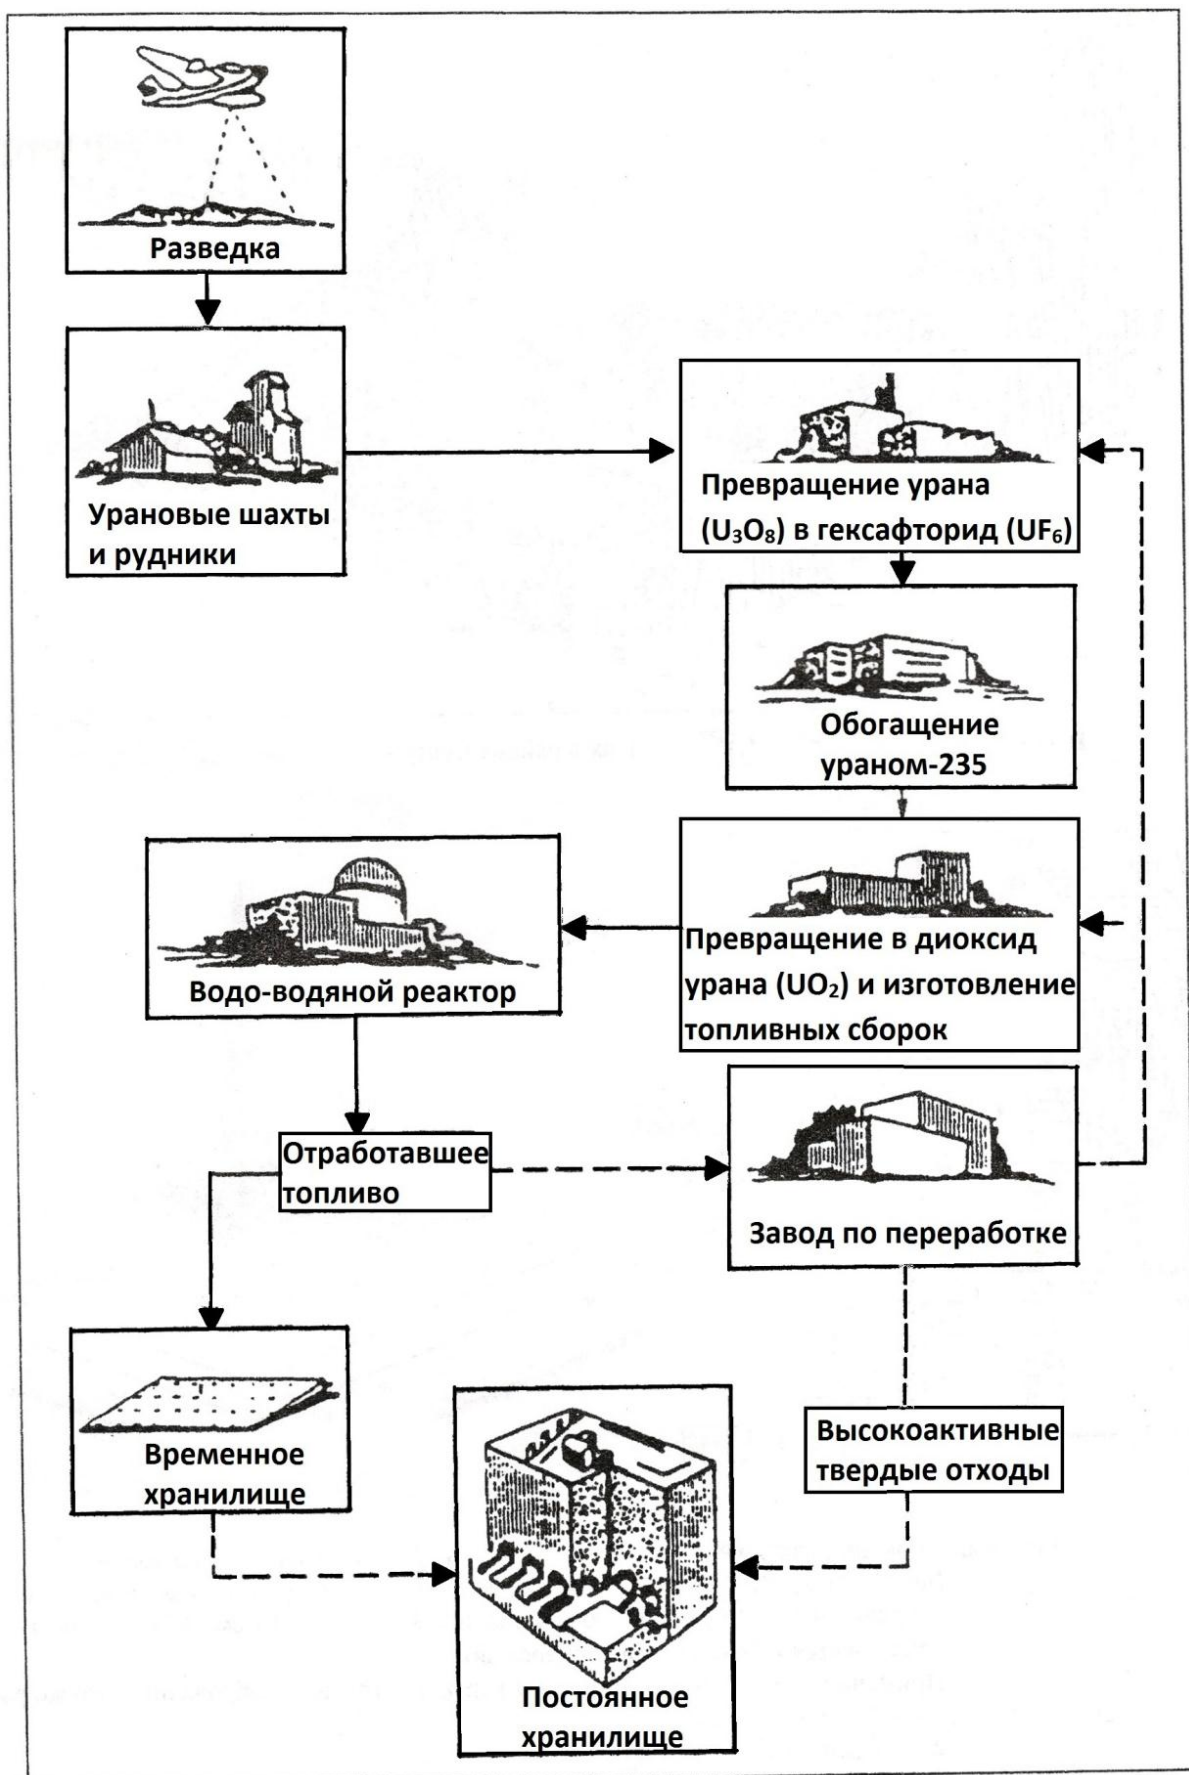 Разведка
Урановые шахты
и рудники
Превращение урана
(U₃O₈) в гексафторид (UF₆)
Обогащение
ураном-235
Превращение в диоксид
урана (UO₂) и изготовление
топливных сборок
Водо-водяной реактор
Отработавшее
топливо
Завод по переработке
Временное
хранилище
Высокоактивные
твердые отходы
Постоянное
хранилище